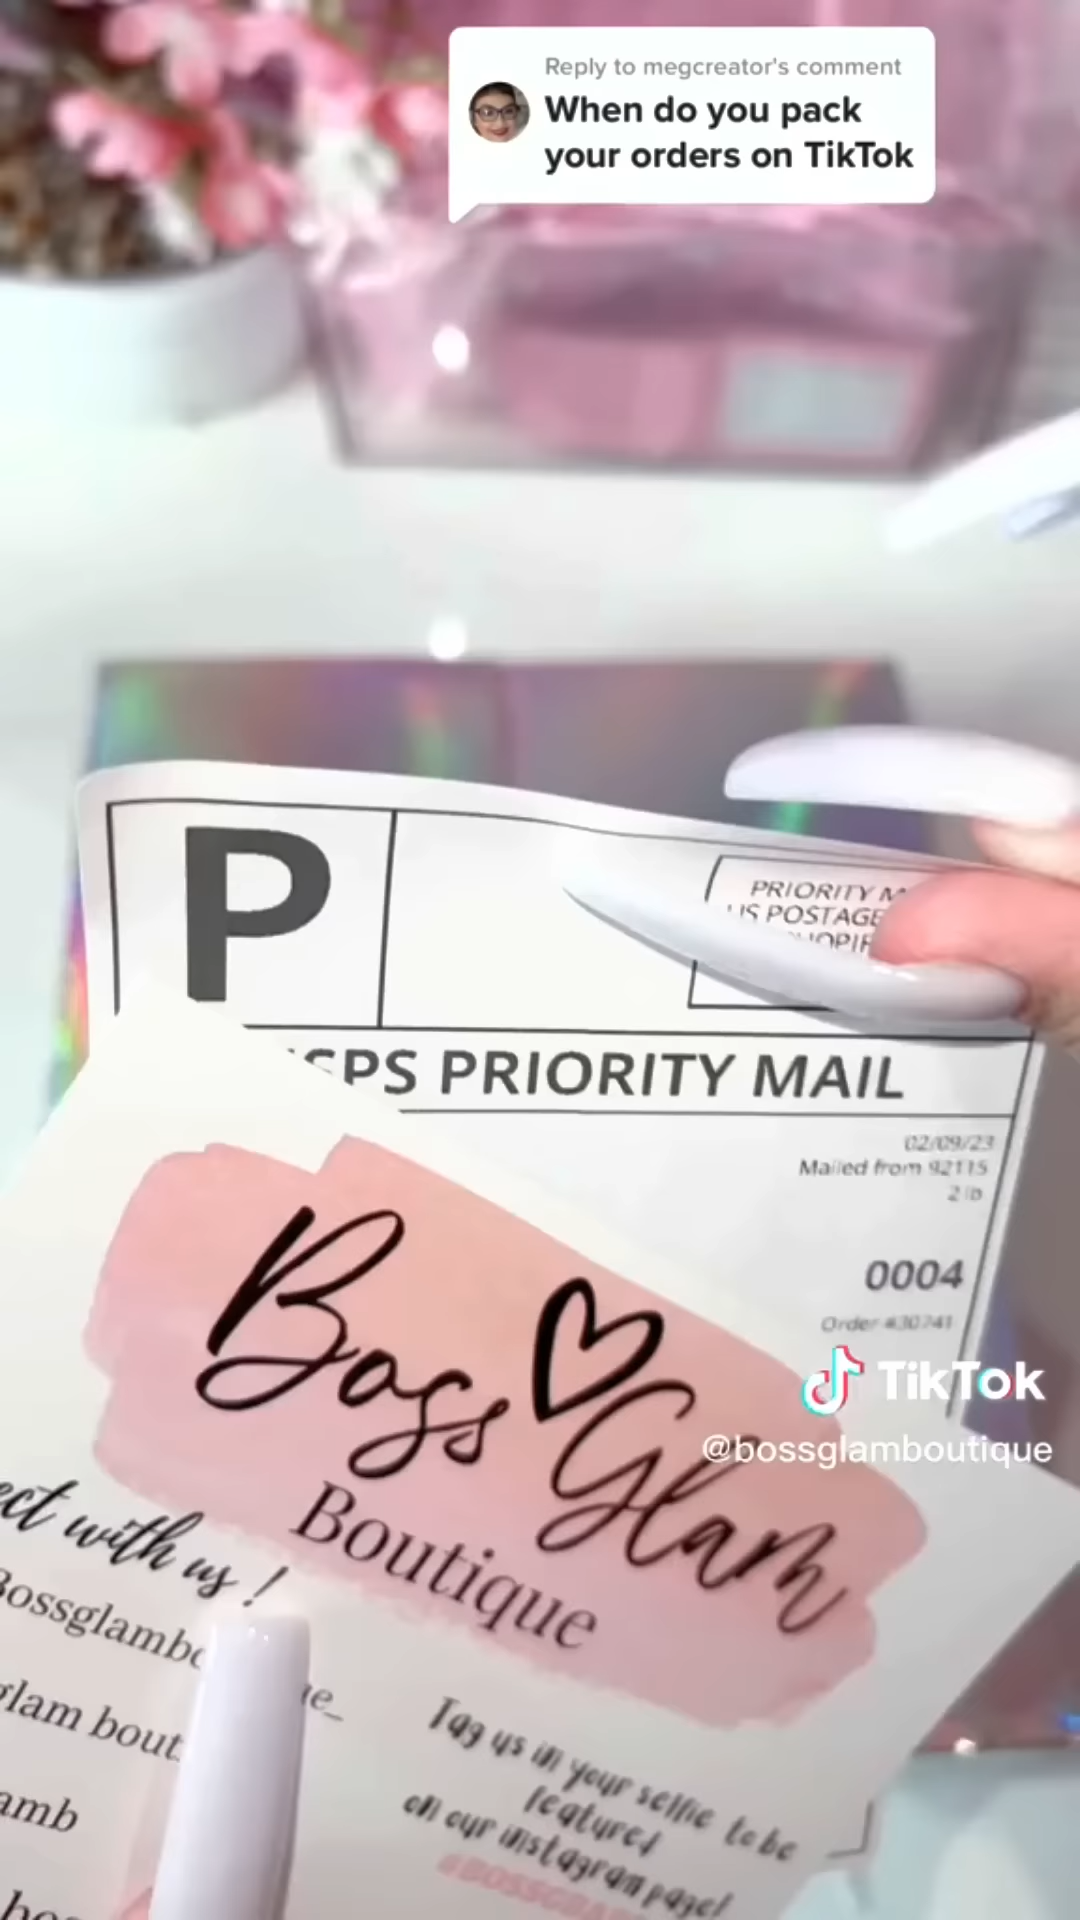 Reply to megcreator's comment
When do you pack
your orders on TikTok
P
PRIORITY
US POSTAGE
PRIORITY MAIL
02/09/23
Mailed from 92115
2 lb
0004
Order #30741
TikTok
@bossglamboutique
Boss Glam
Boutique
with us !
Tag us in your selfie to be
featured
on our instagram page!